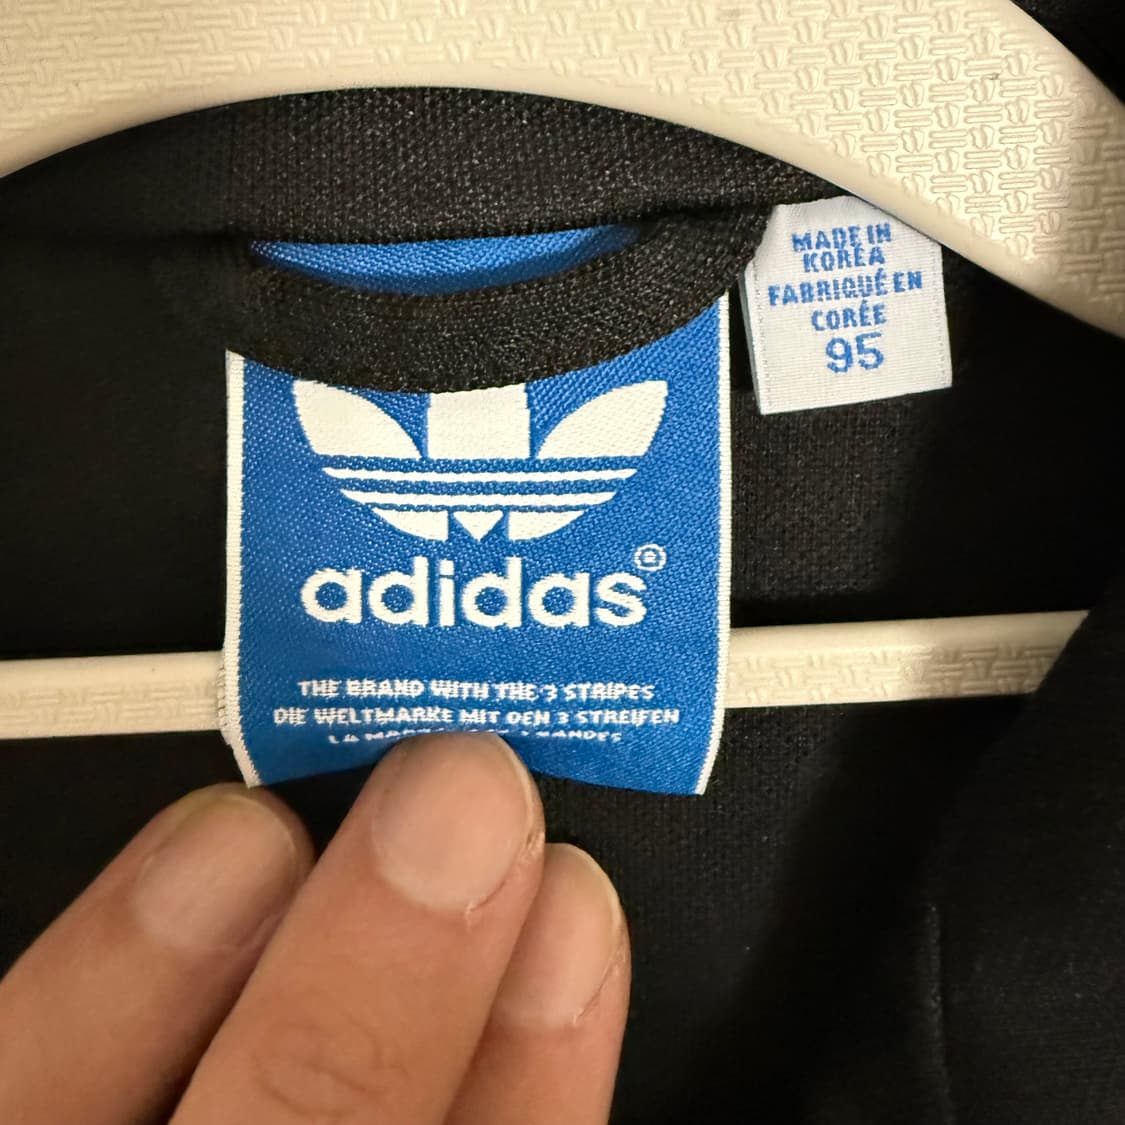 MADE IN
KOREA
FABRIQUÉ EN
CORÉE
95
adidas®
THE BRAND WITH THE 3 STRIPES
DIE WELTMARKE MIT DEN 3 STREIFEN
LA